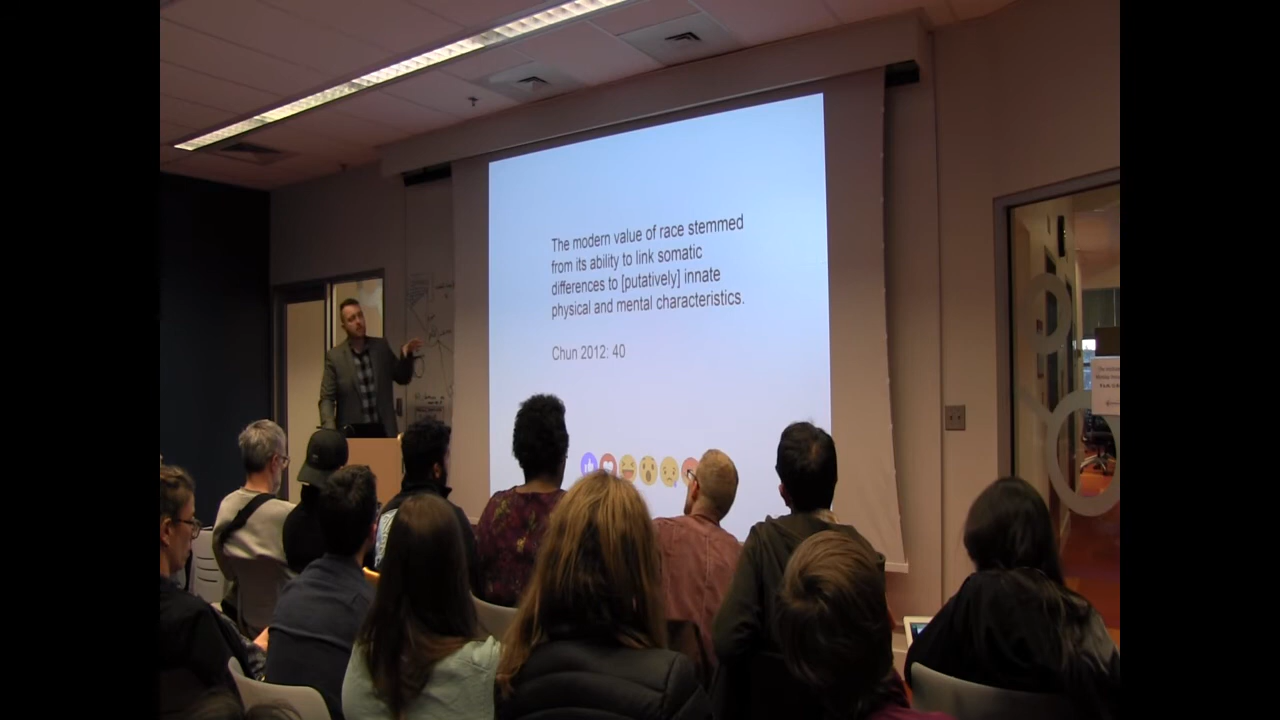 The modern value of race stemmed
from its ability to link somatic
differences to [putatively] innate
physical and mental characteristics.
Chun 2012: 40